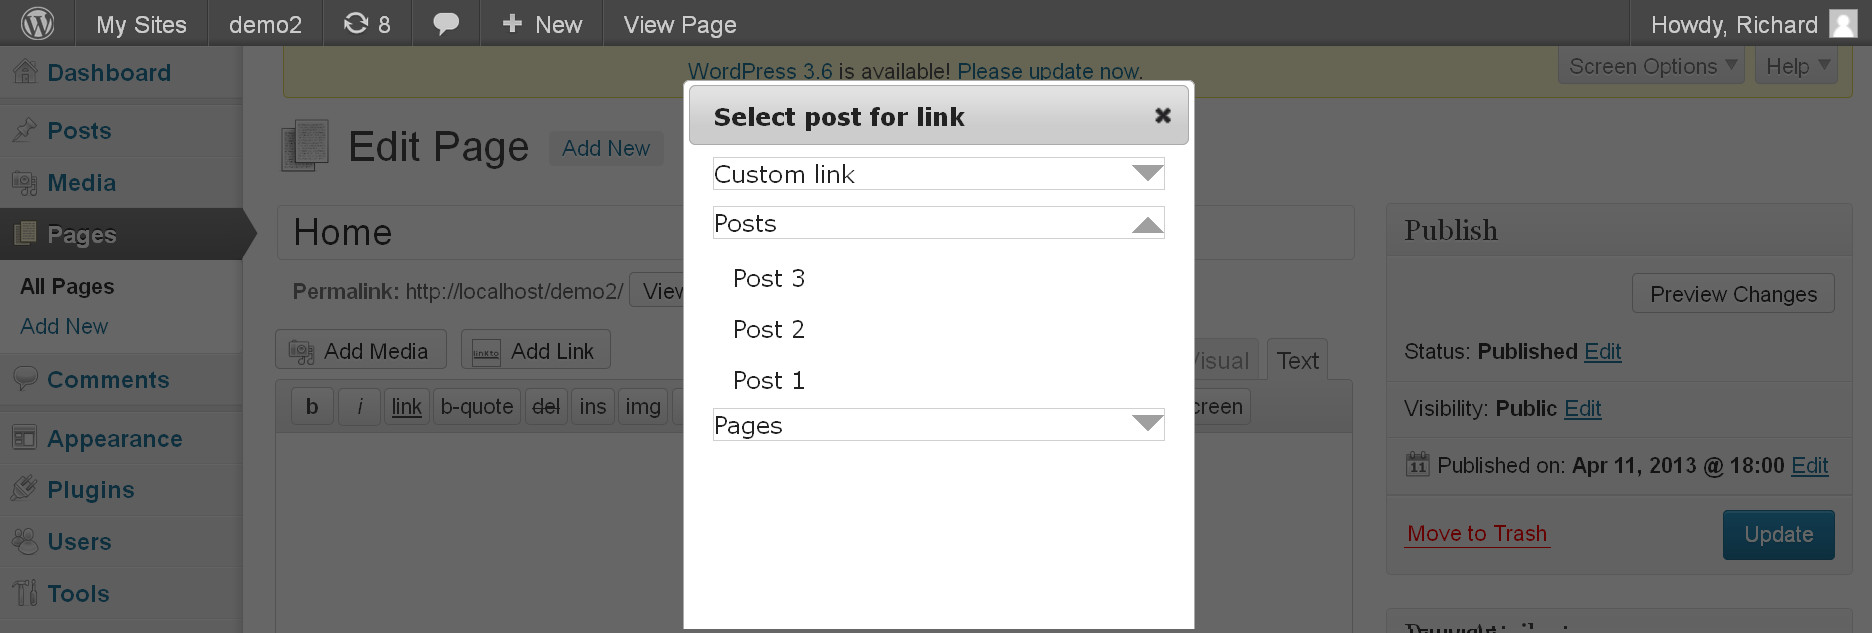 My Sites demo2 8 New View Page Howdy, Richard
Dashboard
Posts
Media
Pages
All Pages
Add New
Comments
Appearance
Plugins
Users
Tools
WordPress 3.6 is available! Please update now.
Screen Options Help
Edit Page Add New
Home
Permalink: http://localhost/demo2/ View
Add Media Add Link
Visual Text
b i link b-quote del ins img
Select post for link
Custom link
Posts
Post 3
Post 2
Post 1
Pages
Publish
Preview Changes
Status: Published Edit
Visibility: Public Edit
11 Published on: Apr 11, 2013 @ 18:00 Edit
Move to Trash Update